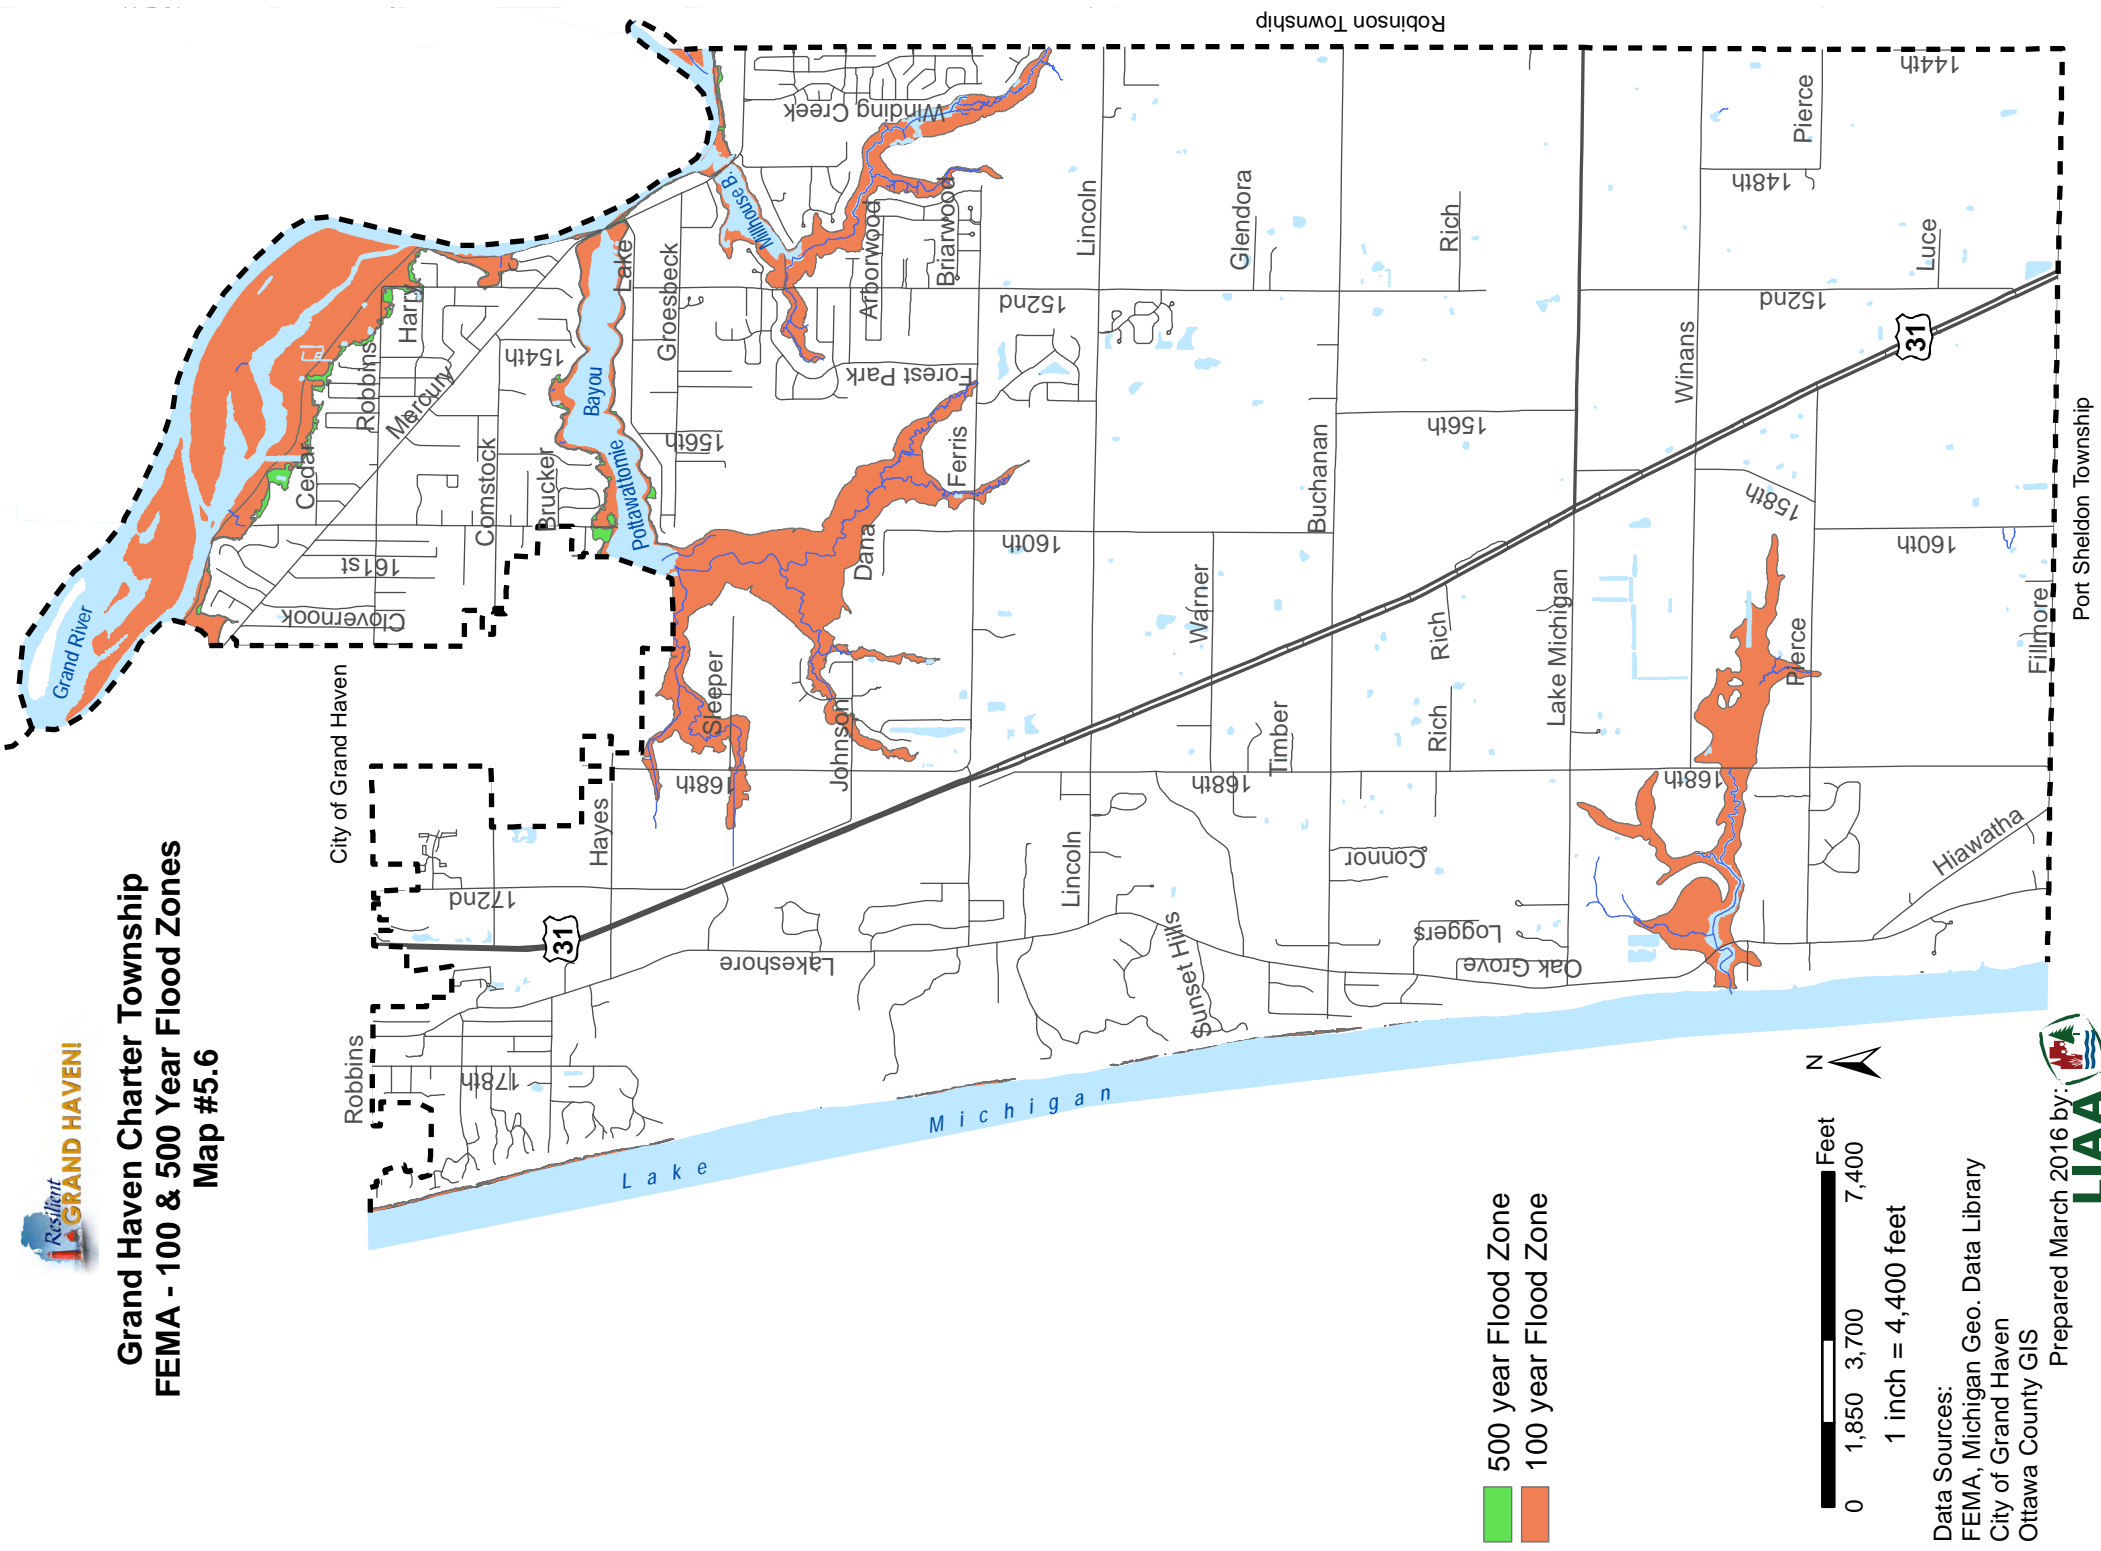 Resilient
GRAND HAVEN!
Grand Haven Charter Township
FEMA - 100 & 500 Year Flood Zones
Map #5.6
Robinson Township
City of Grand Haven
Port Sheldon Township
Grand River
Pottawattomie
Bayou
Millhouse B.
Lake
Michigan
Robbins
Cedar
Harry
Robbins
Mercury
Comstock
Brucker
154th
161st
Clovernook
Lake
Groesbeck
156th
Winding Creek
Arborwood
Briarwood
152nd
Forest Park
Ferris
Dana
160th
Sleeper
Johnson
168th
Hayes
172nd
31
178th
Lakeshore
Lincoln
Lincoln
Glendora
Rich
Buchanan
156th
Warner
Timber
168th
Rich
Rich
Connor
Loggers
Oak Grove
Sunset Hills
Lake Michigan
Winans
144th
148th
Pierce
Luce
152nd
31
158th
160th
Pierce
Fillmore
168th
Hiawatha
N
500 year Flood Zone
100 year Flood Zone
0 1,850 3,700 7,400
Feet
1 inch = 4,400 feet
Data Sources:
FEMA, Michigan Geo. Data Library
City of Grand Haven
Ottawa County GIS
Prepared March 2016 by:
LIAA